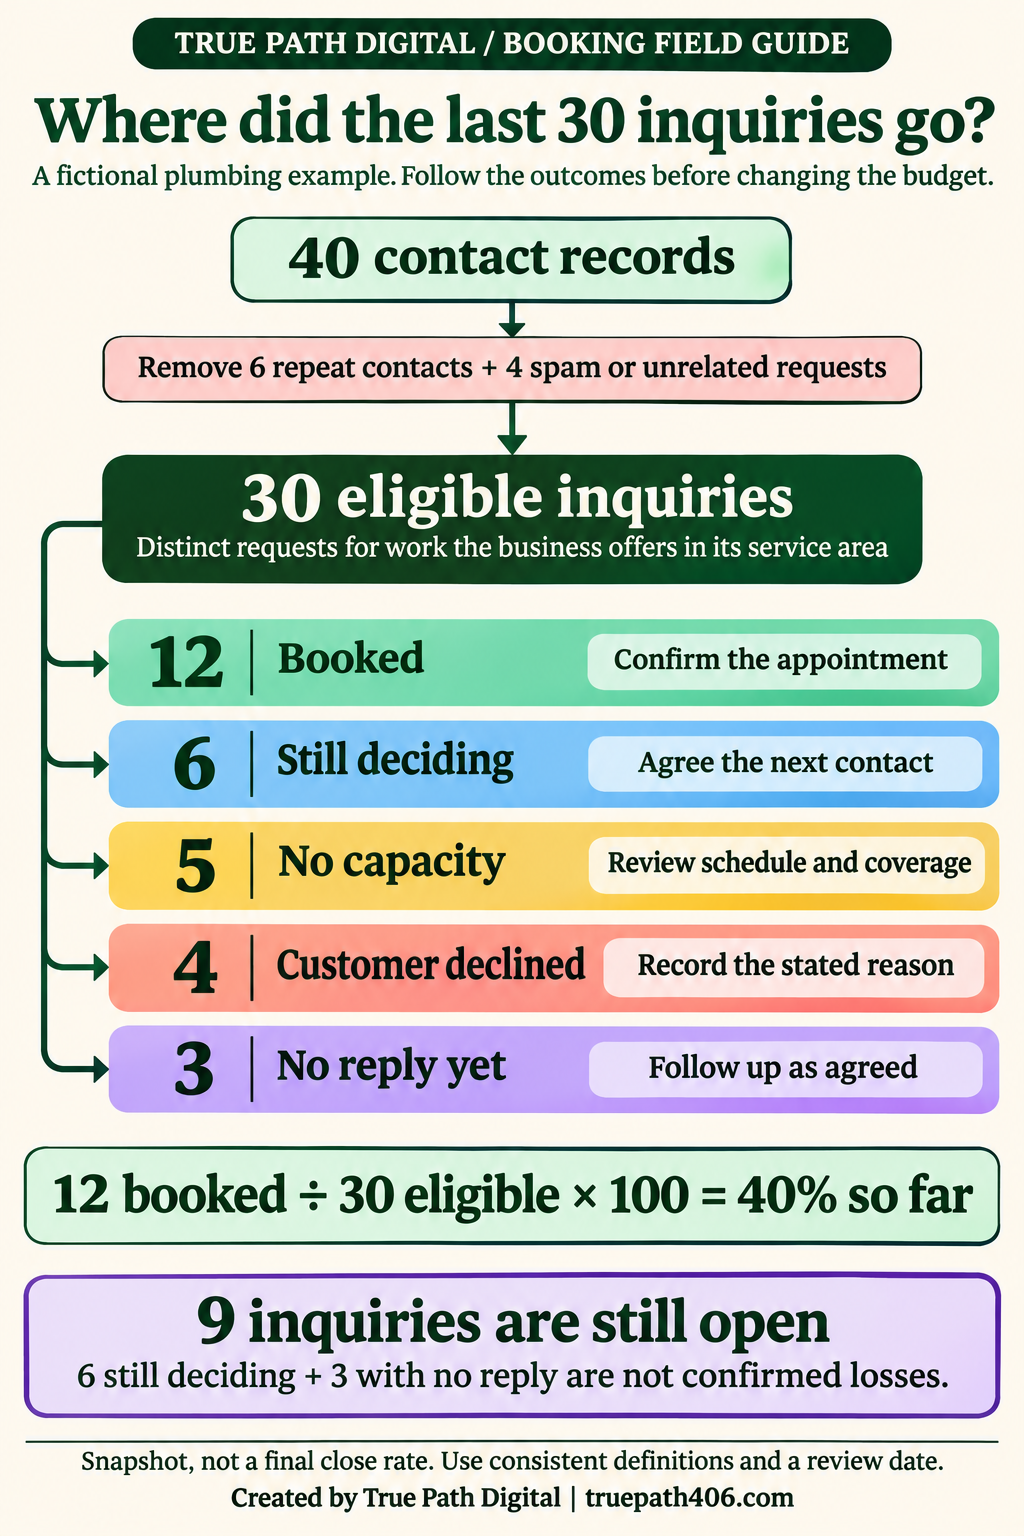 TRUE PATH DIGITAL / BOOKING FIELD GUIDE
Where did the last 30 inquiries go?
A fictional plumbing example. Follow the outcomes before changing the budget.
40 contact records
Remove 6 repeat contacts + 4 spam or unrelated requests
30 eligible inquiries
Distinct requests for work the business offers in its service area
12 | Booked Confirm the appointment
6 | Still deciding Agree the next contact
5 | No capacity Review schedule and coverage
4 | Customer declined Record the stated reason
3 | No reply yet Follow up as agreed
12 booked ÷ 30 eligible × 100 = 40% so far
9 inquiries are still open
6 still deciding + 3 with no reply are not confirmed losses.
Snapshot, not a final close rate. Use consistent definitions and a review date.
Created by True Path Digital | truepath406.com